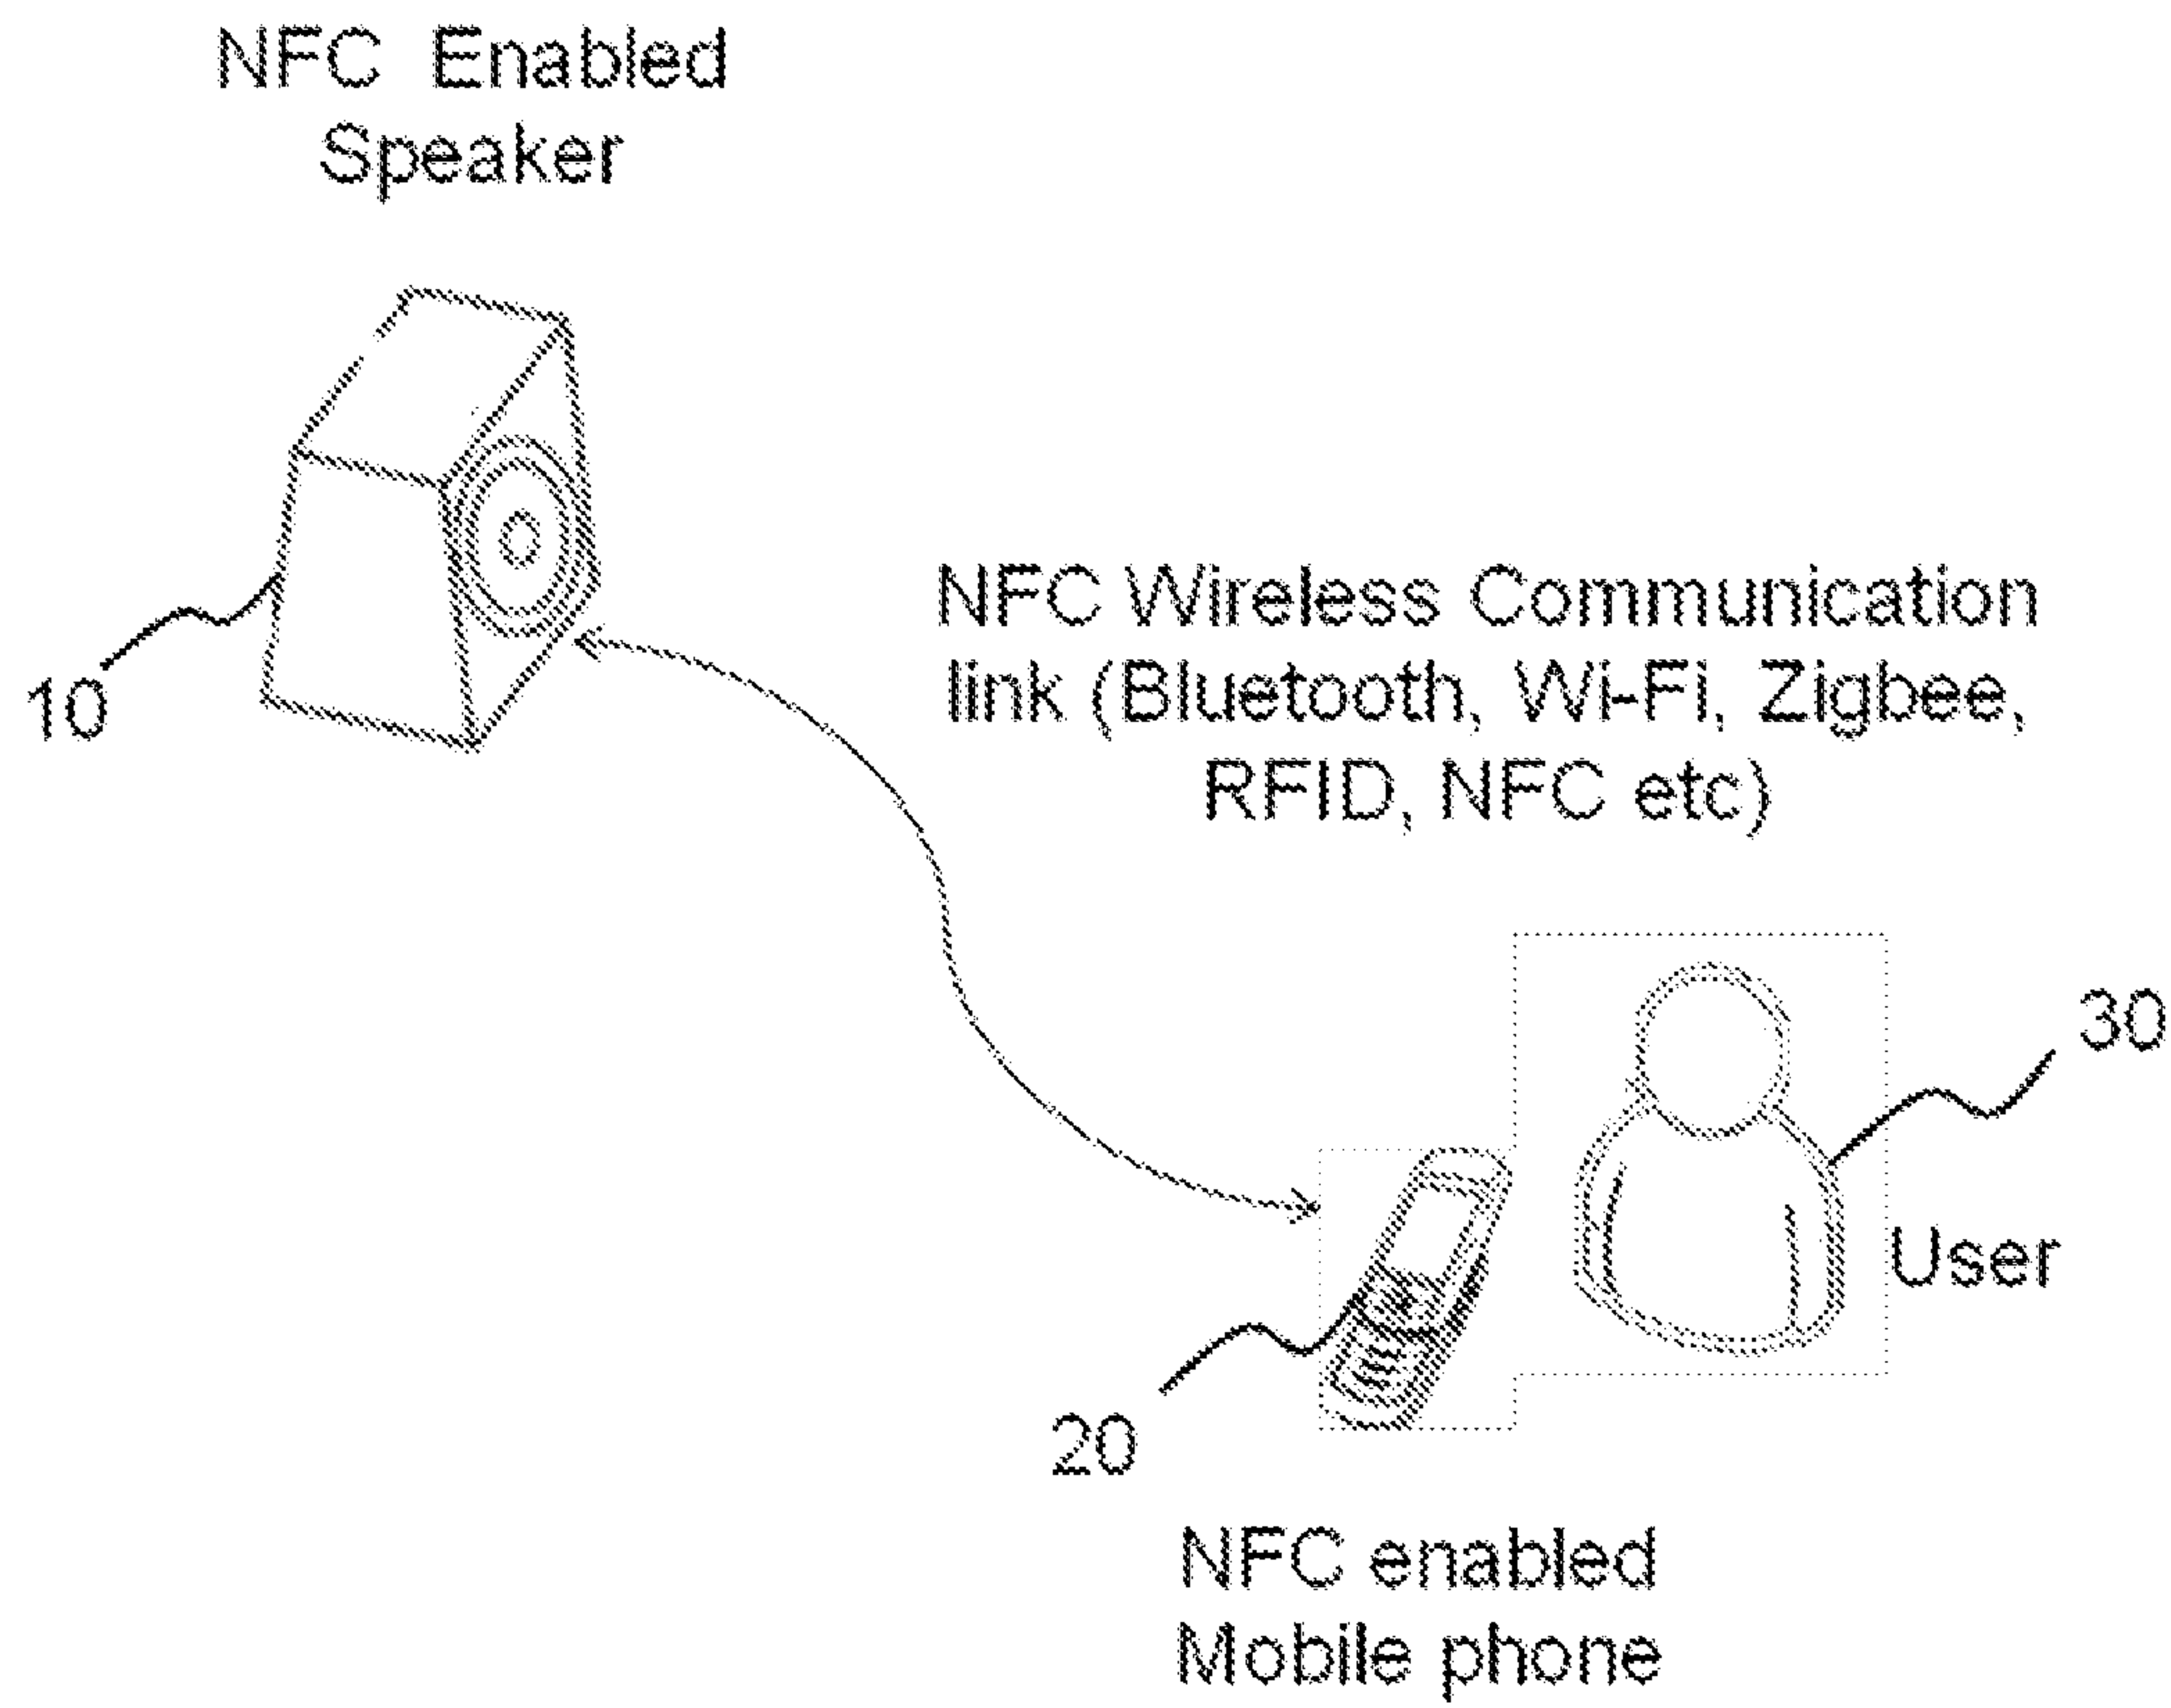 NFC Enabled
Speaker
10
NFC Wireless Communication
link (Bluetooth, Wi-Fi, Zigbee,
RFID, NFC etc)
30
User
20
NFC enabled
Mobile phone